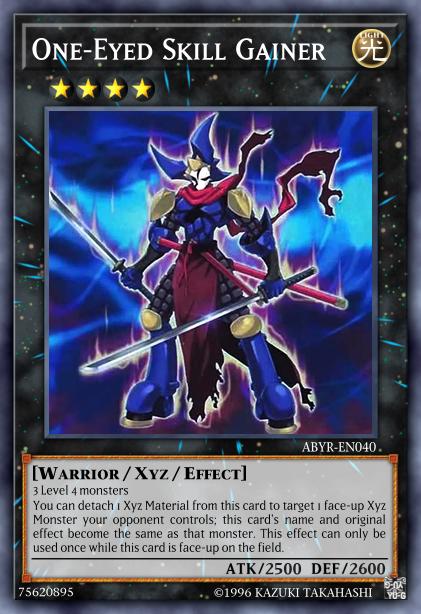 One-Eyed Skill Gainer
LIGHT
光
ABYR-EN040
[Warrior / Xyz / Effect]
3 Level 4 monsters
You can detach 1 Xyz Material from this card to target 1 face-up Xyz
Monster your opponent controls; this card's name and original
effect become the same as that monster. This effect can only be
used once while this card is face-up on the field.
ATK/2500 DEF/2600
75620895
©1996 KAZUKI TAKAHASHI